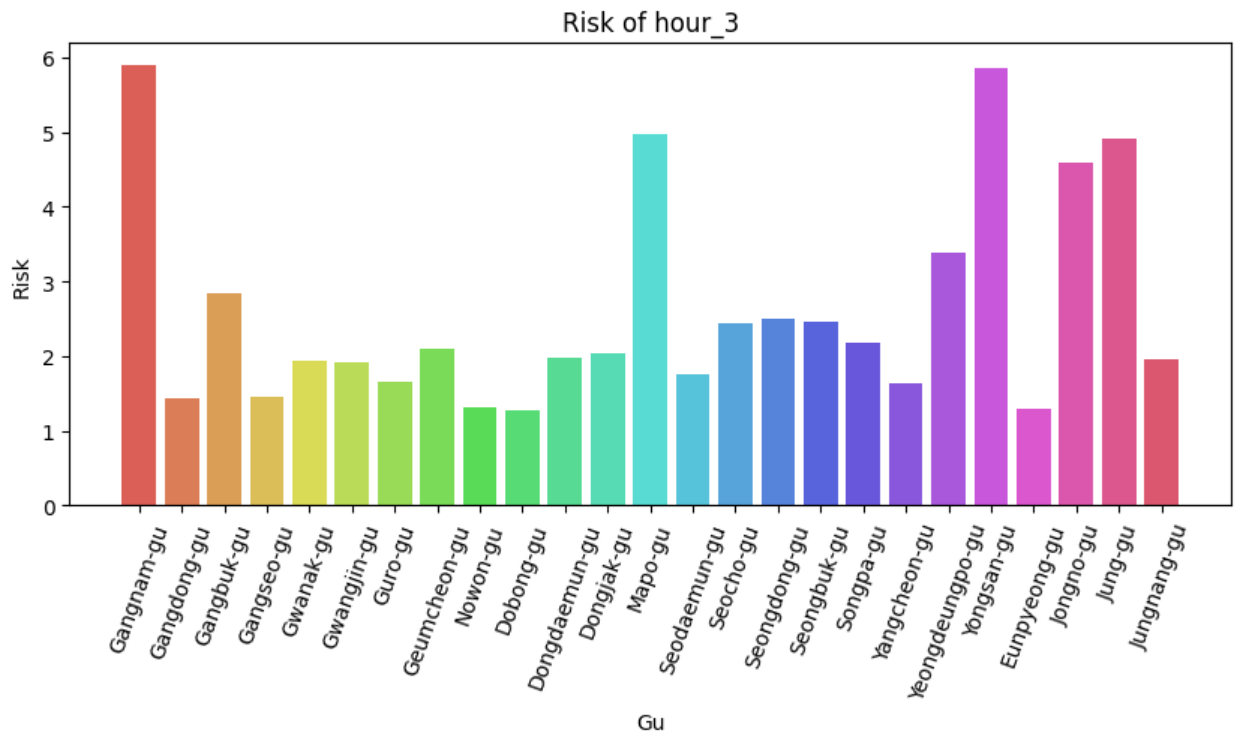 Risk of hour_3
Risk
6
5
4
3
2
1
0
Gangnam-gu
Gangdong-gu
Gangbuk-gu
Gangseo-gu
Gwanak-gu
Gwangjin-gu
Guro-gu
Geumcheon-gu
Nowon-gu
Dobong-gu
Dongdaemun-gu
Dongjak-gu
Mapo-gu
Seodaemun-gu
Seocho-gu
Seongdong-gu
Seongbuk-gu
Songpa-gu
Yangcheon-gu
Yeongdeungpo-gu
Yongsan-gu
Eunpyeong-gu
Jongno-gu
Jung-gu
Jungnang-gu
Gu